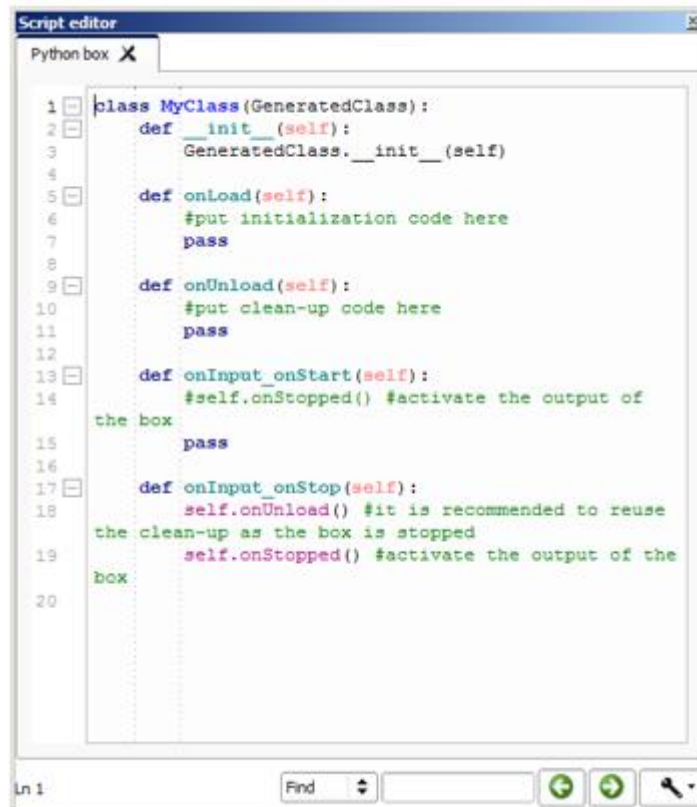 Script editor
Python box
1 class MyClass(GeneratedClass):
2     def __init__(self):
3         GeneratedClass.__init__(self)
4
5     def onLoad(self):
6         #put initialization code here
7         pass
8
9     def onUnload(self):
10         #put clean-up code here
11         pass
12
13     def onInput_onStart(self):
14         #self.onStopped() #activate the output of
the box
15         pass
16
17     def onInput_onStop(self):
18         self.onUnload() #it is recommended to reuse
the clean-up as the box is stopped
19         self.onStopped() #activate the output of the
box
20
Ln 1 Find